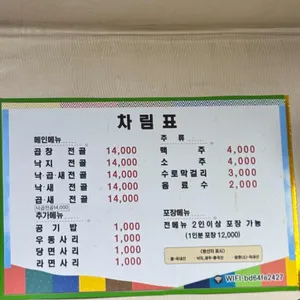 차림표
메인메뉴
곱창 전골 14,000
낙지 전골 14,000
낙·곱·새전골 14,000
낙·새 전골 14,000
곱·새 전골 14,000
추가메뉴
공기밥 1,000
우동사리 1,000
당면사리 1,000
라면사리 1,000
주류
맥주 4,000
소주 4,000
수로막걸리 3,000
음료수 2,000
포장메뉴
전메뉴 2인이상 포장 가능
(1인분 포장 12,000)